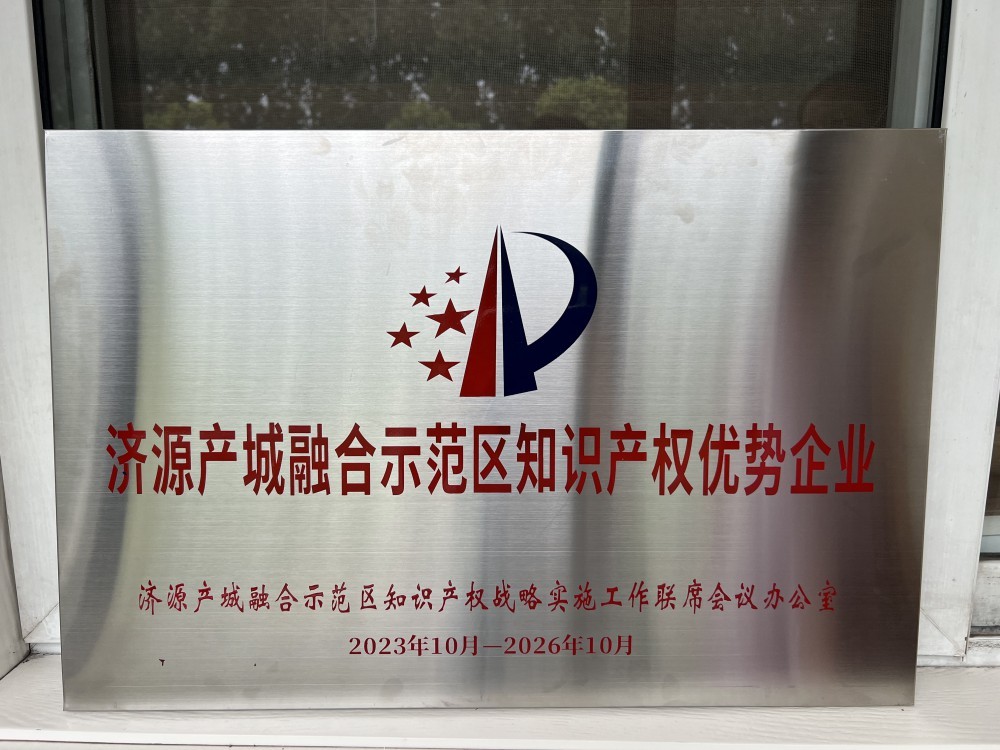 济源产城融合示范区知识产权优势企业
济源产城融合示范区知识产权战略实施工作联席会议办公室
2023年10月—2026年10月